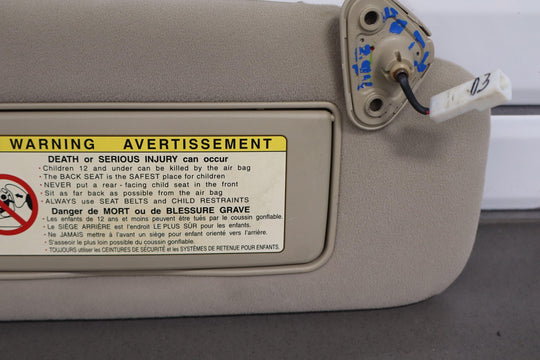 WARNING AVERTISSEMENT
DEATH or SERIOUS INJURY can occur
· Children 12 and under can be killed by the air bag
· The BACK SEAT is the SAFEST place for children
· NEVER put a rear - facing child seat in the front
· Sit as far back as possible from the air bag
· ALWAYS use SEAT BELTS and CHILD RESTRAINTS
Danger de MORT ou de BLESSURE GRAVE
· Les enfants de 12 ans et moins peuvent être tués par le coussin gonflable.
· Le SIÈGE ARRIÈRE est l'endroit LE PLUS SÛR pour les enfants.
· Ne JAMAIS mettre à l'avant un siège pour enfant orienté vers l'arrière.
· S'asseoir le plus loin possible du coussin gonflable.
· TOUJOURS utiliser les CEINTURES DE SÉCURITÉ et les SYSTÈMES DE RETENUE POUR ENFANTS.
03